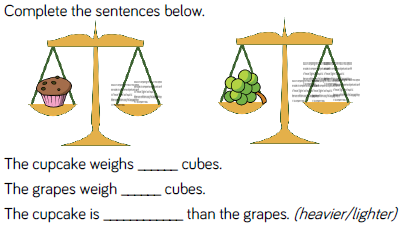 Complete the sentences below.
The cupcake weighs ______ cubes.
The grapes weigh ______ cubes.
The cupcake is ____________ than the grapes. (heavier/lighter)